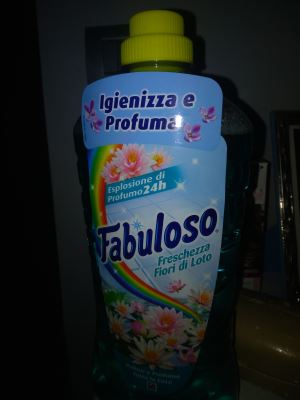 Igienizza e
Profuma
Esplosione di
Profumo 24h
Fabuloso
Freschezza
Fiori di Loto